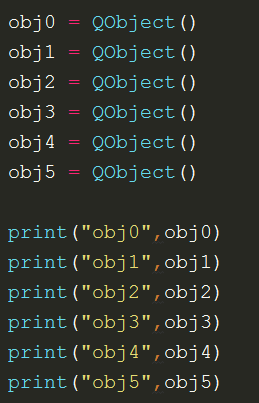 obj0 = QObject()
obj1 = QObject()
obj2 = QObject()
obj3 = QObject()
obj4 = QObject()
obj5 = QObject()

print("obj0",obj0)
print("obj1",obj1)
print("obj2",obj2)
print("obj3",obj3)
print("obj4",obj4)
print("obj5",obj5)